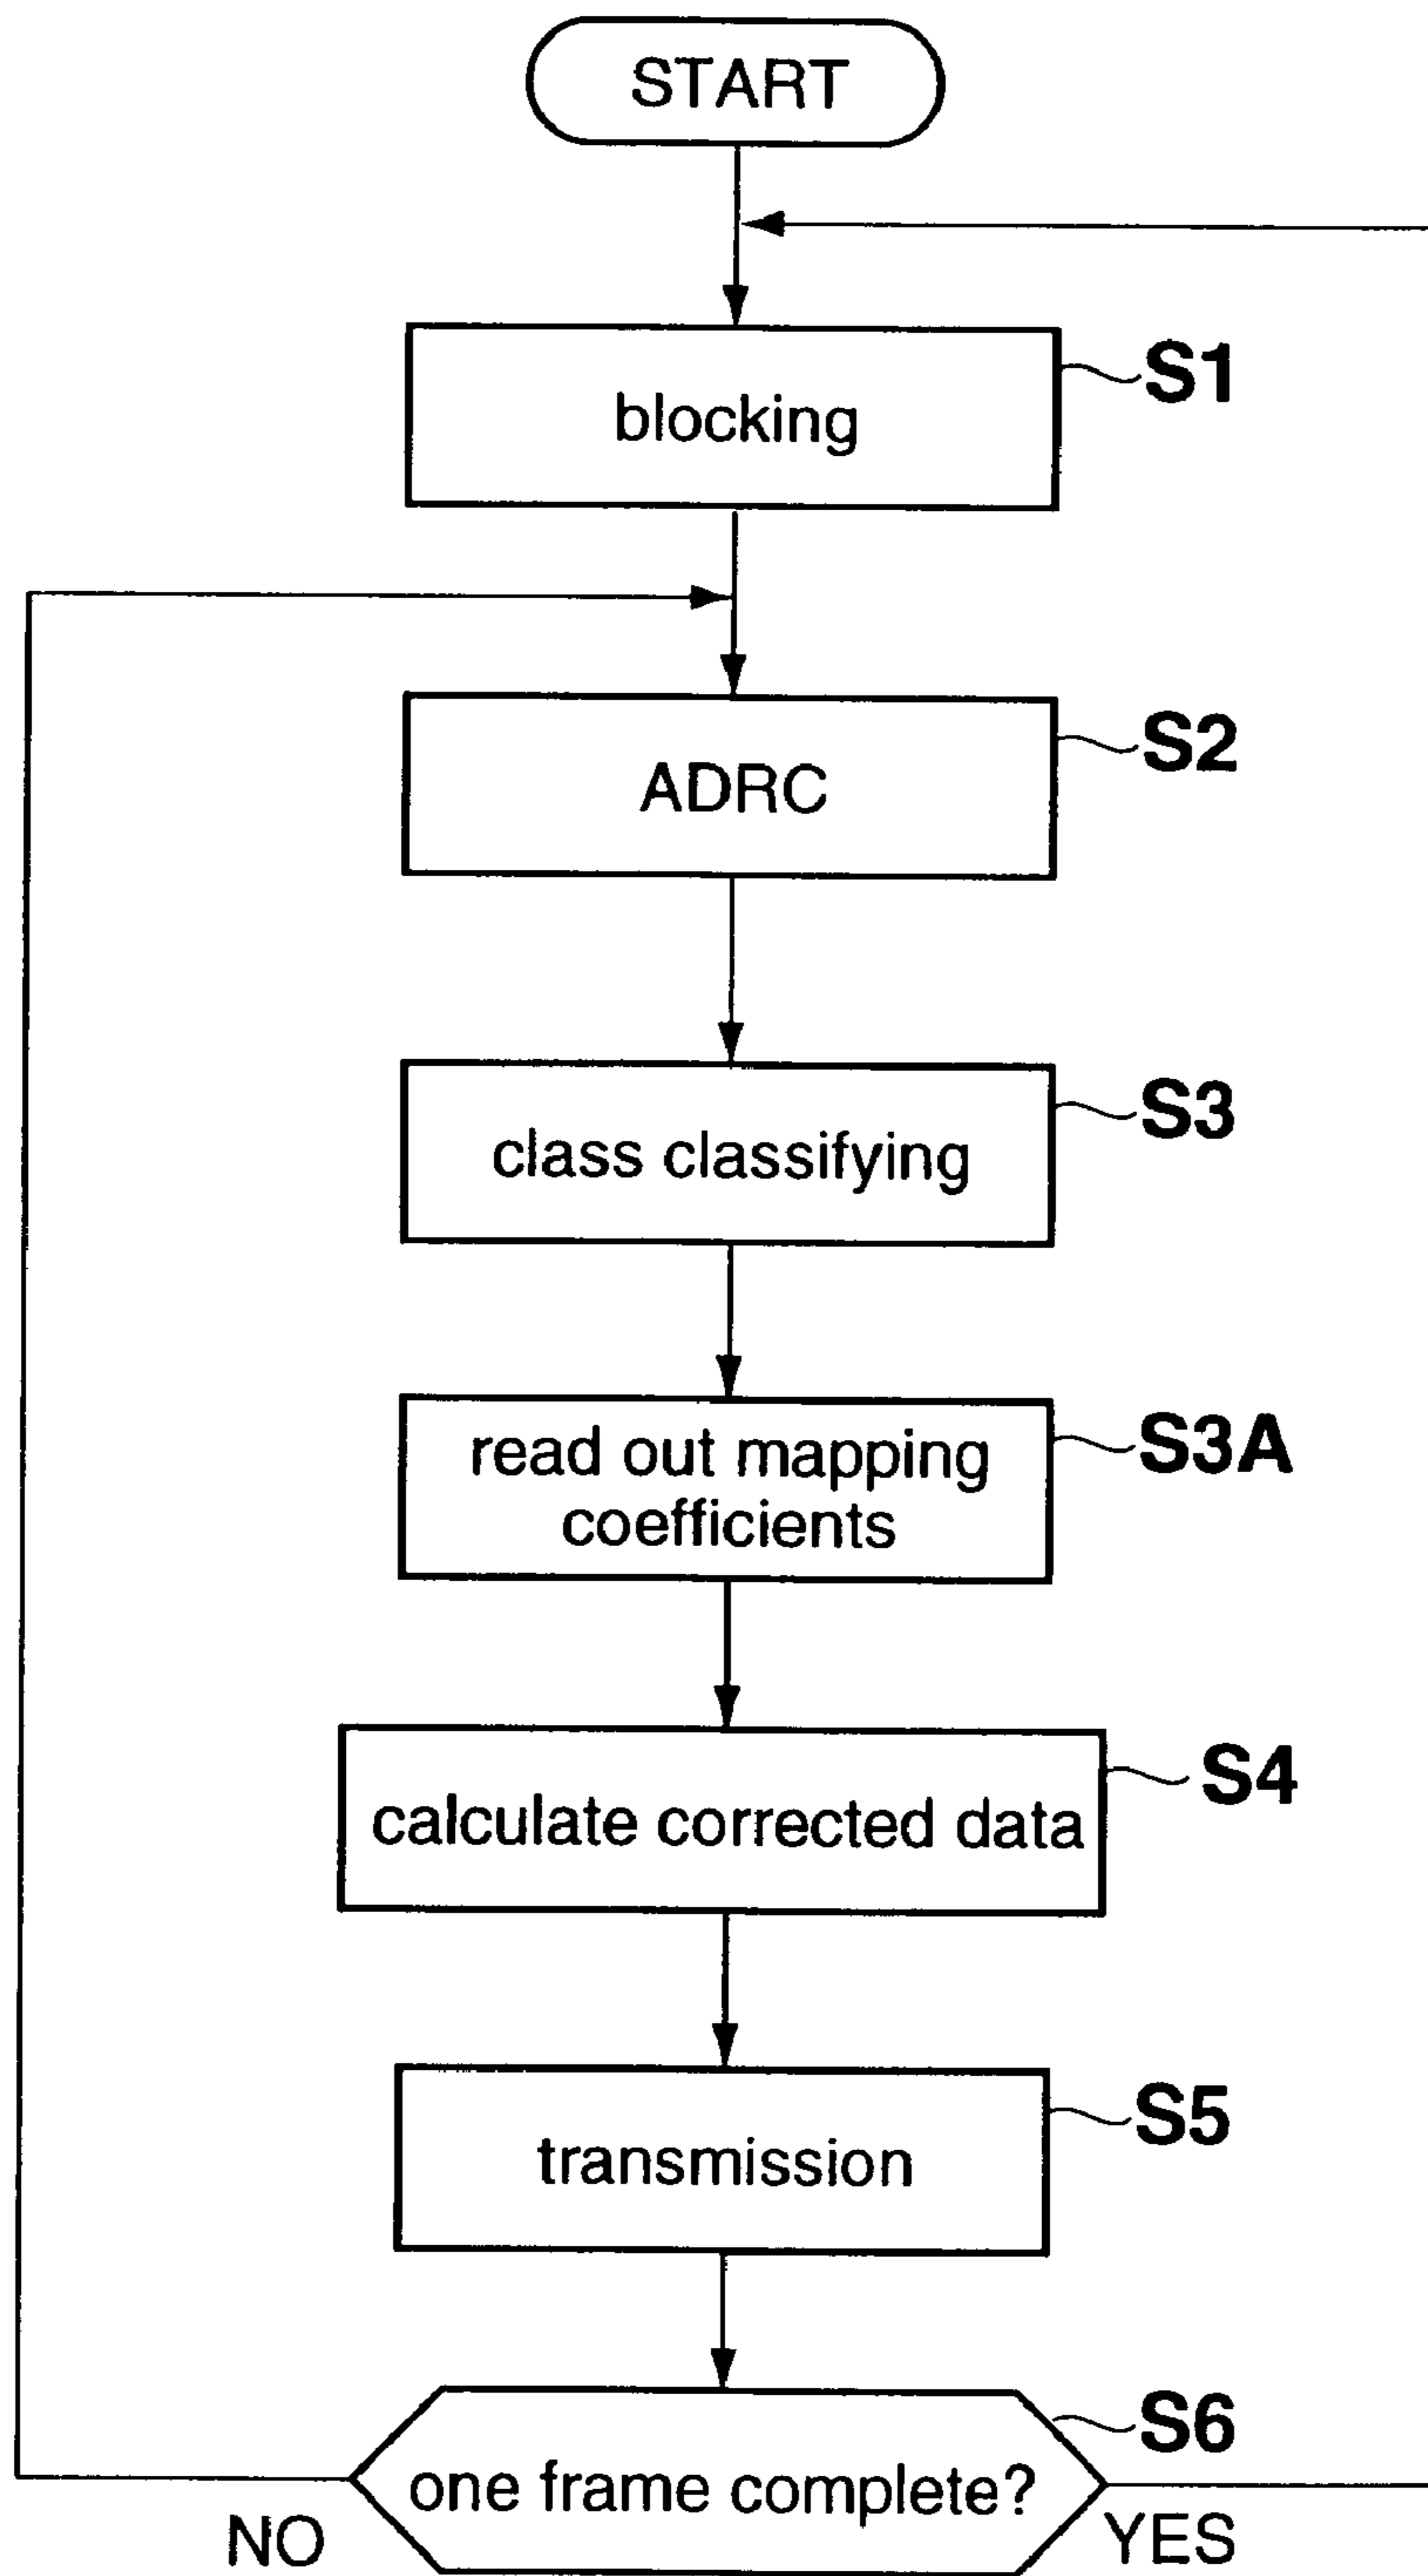 START
blocking
S1
ADRC
S2
class classifying
S3
read out mapping
coefficients
S3A
calculate corrected data
S4
transmission
S5
one frame complete?
S6
NO
YES